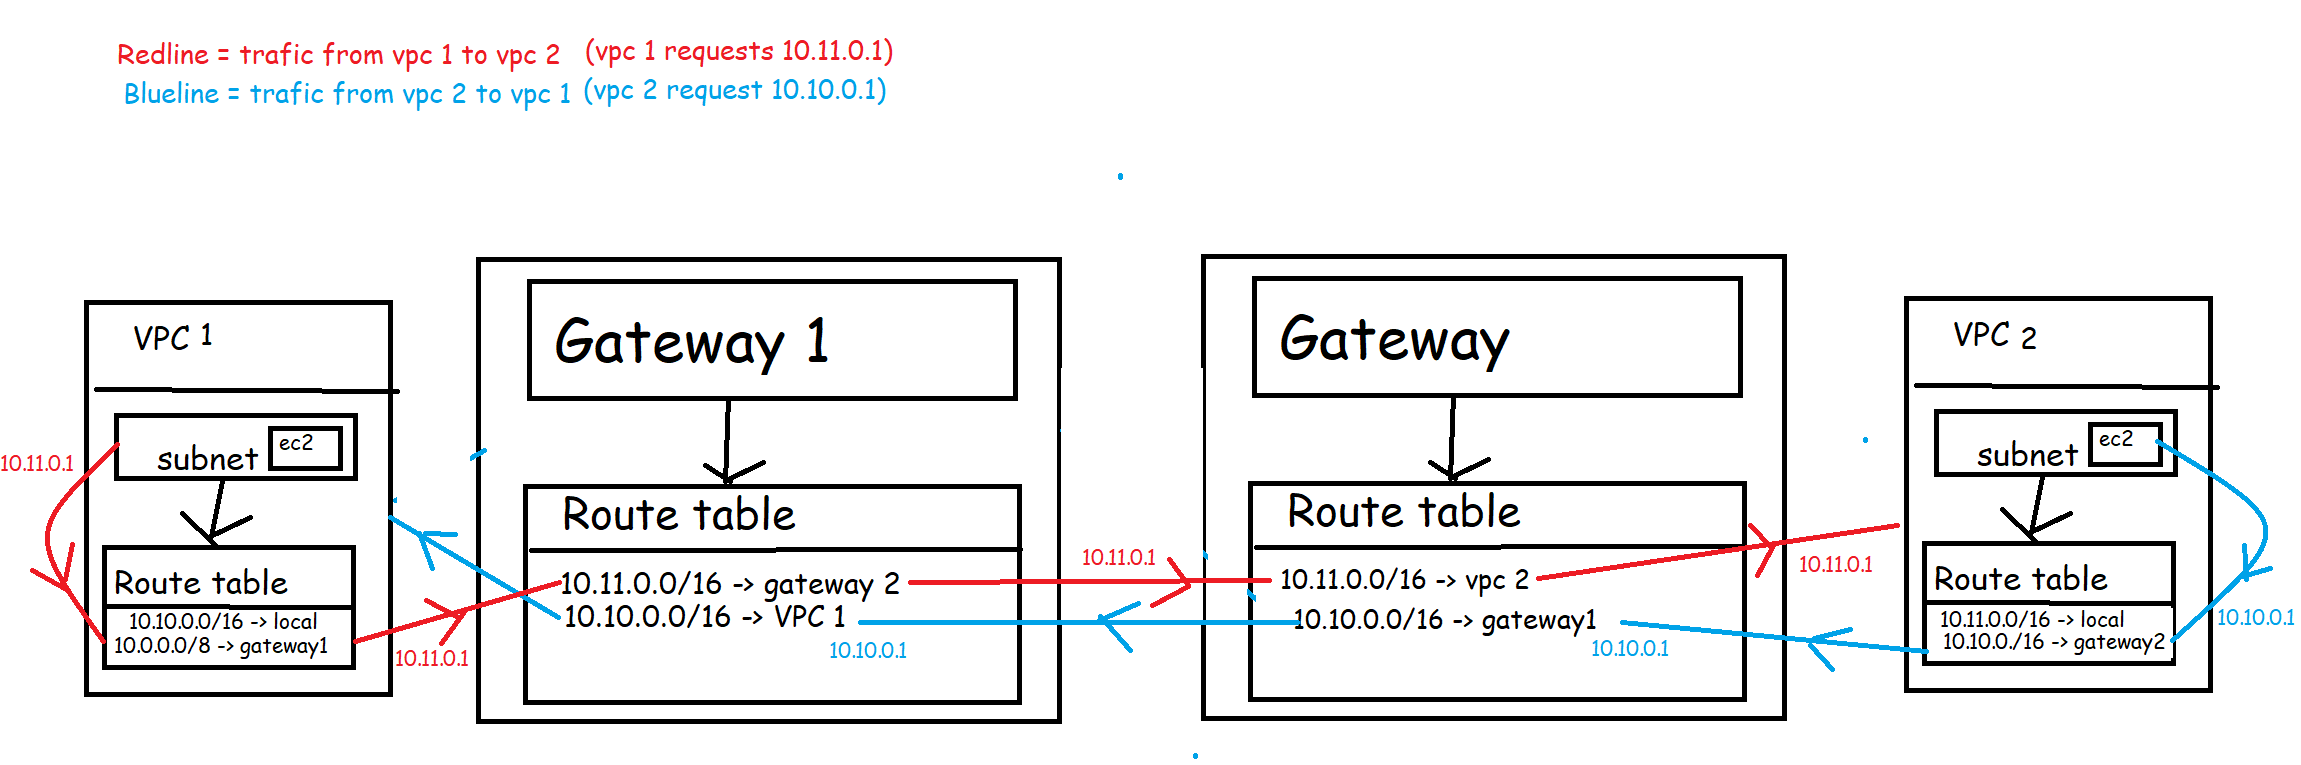 Redline = trafic from vpc 1 to vpc 2 (vpc 1 requests 10.11.0.1)
Blueline = trafic from vpc 2 to vpc 1 (vpc 2 request 10.10.0.1)
VPC 1
subnet
ec2
10.11.0.1
Route table
10.10.0.0/16 -> local
10.0.0.0/8 -> gateway1
10.11.0.1
Gateway 1
Route table
10.11.0.0/16 -> gateway 2
10.10.0.0/16 -> VPC 1
10.10.0.1
10.11.0.1
Gateway
Route table
10.11.0.0/16 -> vpc 2
10.10.0.0/16 -> gateway1
10.10.0.1
10.11.0.1
VPC 2
subnet
ec2
Route table
10.11.0.0/16 -> local
10.10.0./16 -> gateway2
10.10.0.1